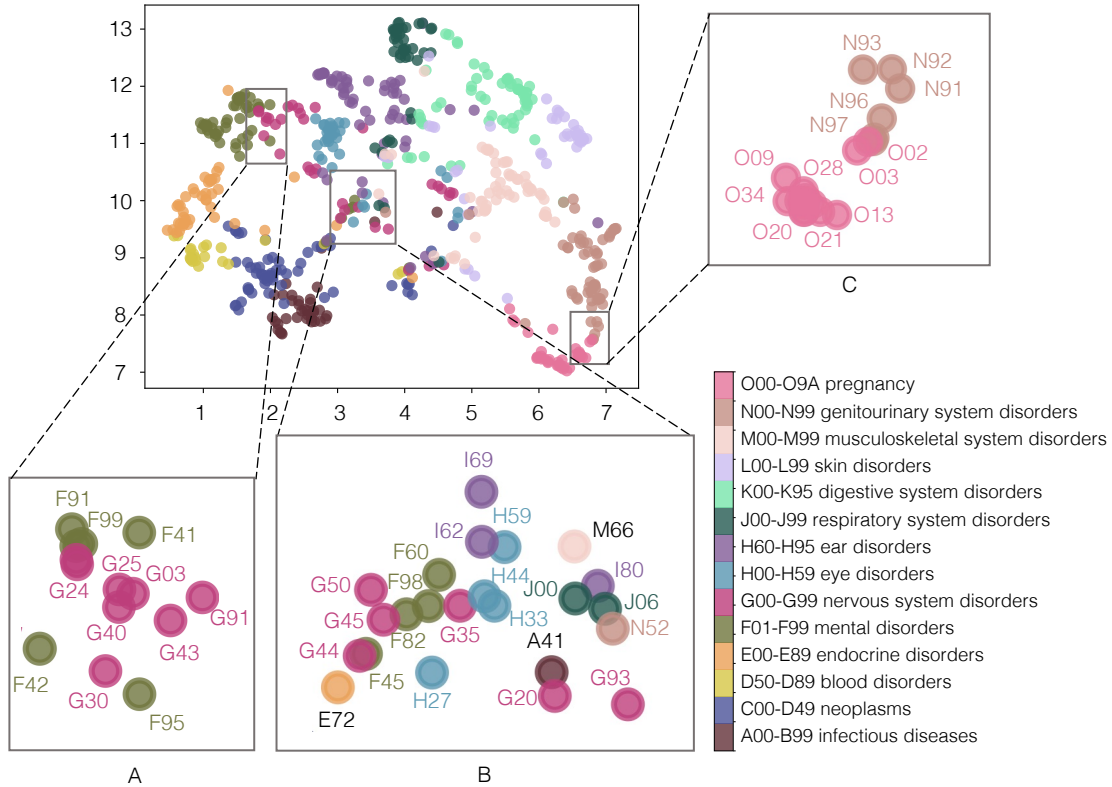 13
12
11
10
9
8
7
1 2 3 4 5 6 7
N93
N92
N91
N96
N97
O02
O03
O09
O28
O34
O13
O20
O21
C
O00-O9A pregnancy
N00-N99 genitourinary system disorders
M00-M99 musculoskeletal system disorders
L00-L99 skin disorders
K00-K95 digestive system disorders
J00-J99 respiratory system disorders
H60-H95 ear disorders
H00-H59 eye disorders
G00-G99 nervous system disorders
F01-F99 mental disorders
E00-E89 endocrine disorders
D50-D89 blood disorders
C00-D49 neoplasms
A00-B99 infectious diseases
F91
F99
F41
G25
G03
G24
G91
G40
G43
F42
G30
F95
A
I69
H59
I62
M66
F60
H44
I80
G50
F98
J00
J06
G45
H33
N52
F82
G35
A41
G44
F45
H27
G20
G93
E72
B